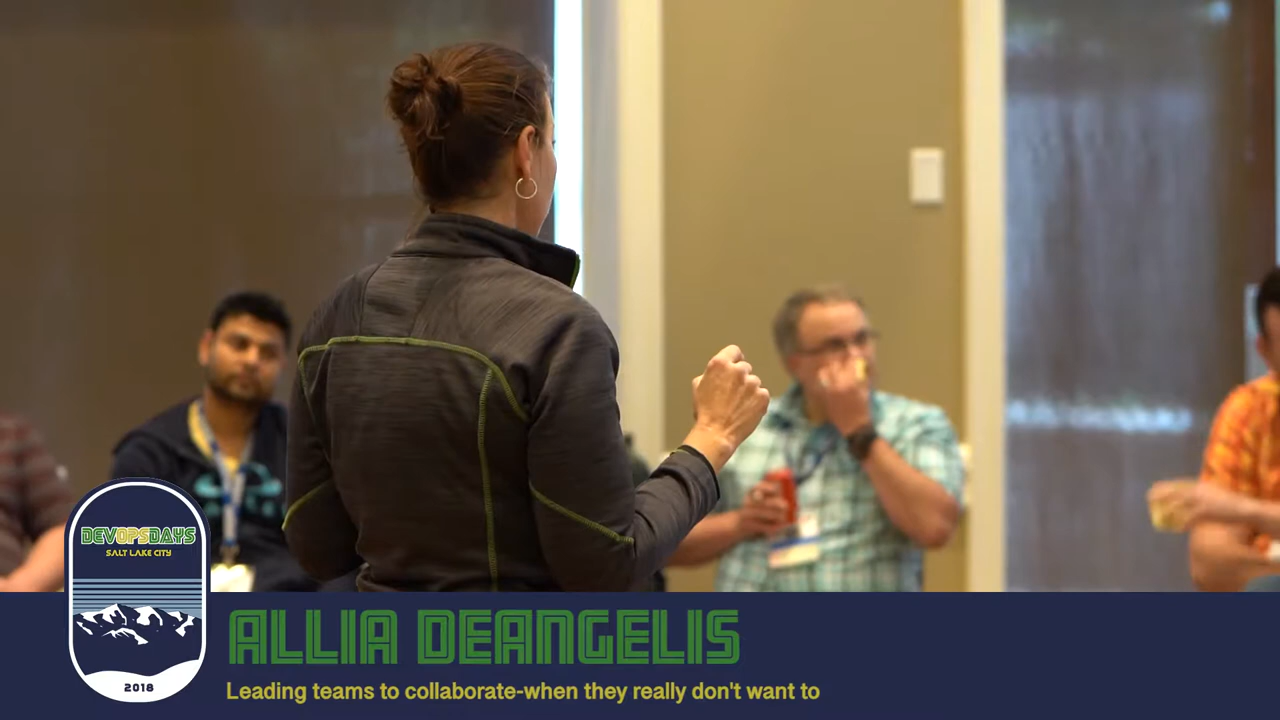 DEVOPSDAYS
SALT LAKE CITY
2018
ALLIA DEANGELIS
Leading teams to collaborate-when they really don't want to